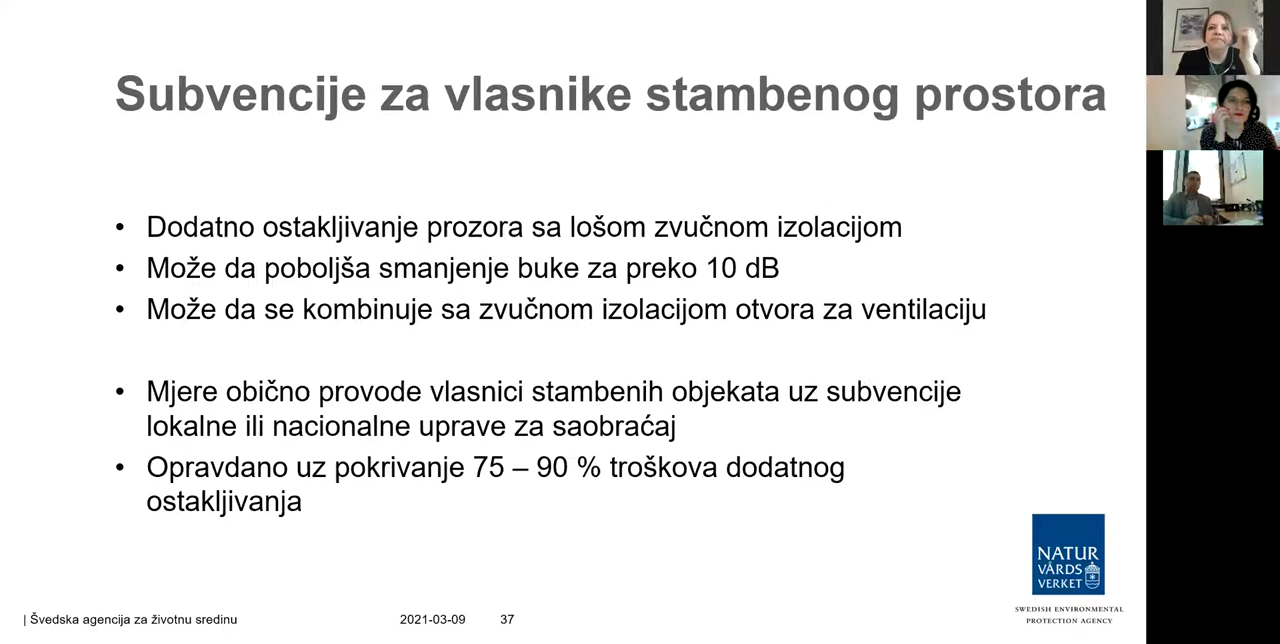 Subvencije za vlasnike stambenog prostora
• Dodatno ostakljivanje prozora sa lošom zvučnom izolacijom
• Može da poboljša smanjenje buke za preko 10 dB
• Može da se kombinuje sa zvučnom izolacijom otvora za ventilaciju
• Mjere obično provode vlasnici stambenih objekata uz subvencije
lokalne ili nacionalne uprave za saobraćaj
• Opravdano uz pokrivanje 75 – 90 % troškova dodatnog
ostakljivanja
NATUR
VÅRDS
VERKET
SWEDISH ENVIRONMENTAL
PROTECTION AGENCY
| Švedska agencija za životnu sredinu
2021-03-09
37